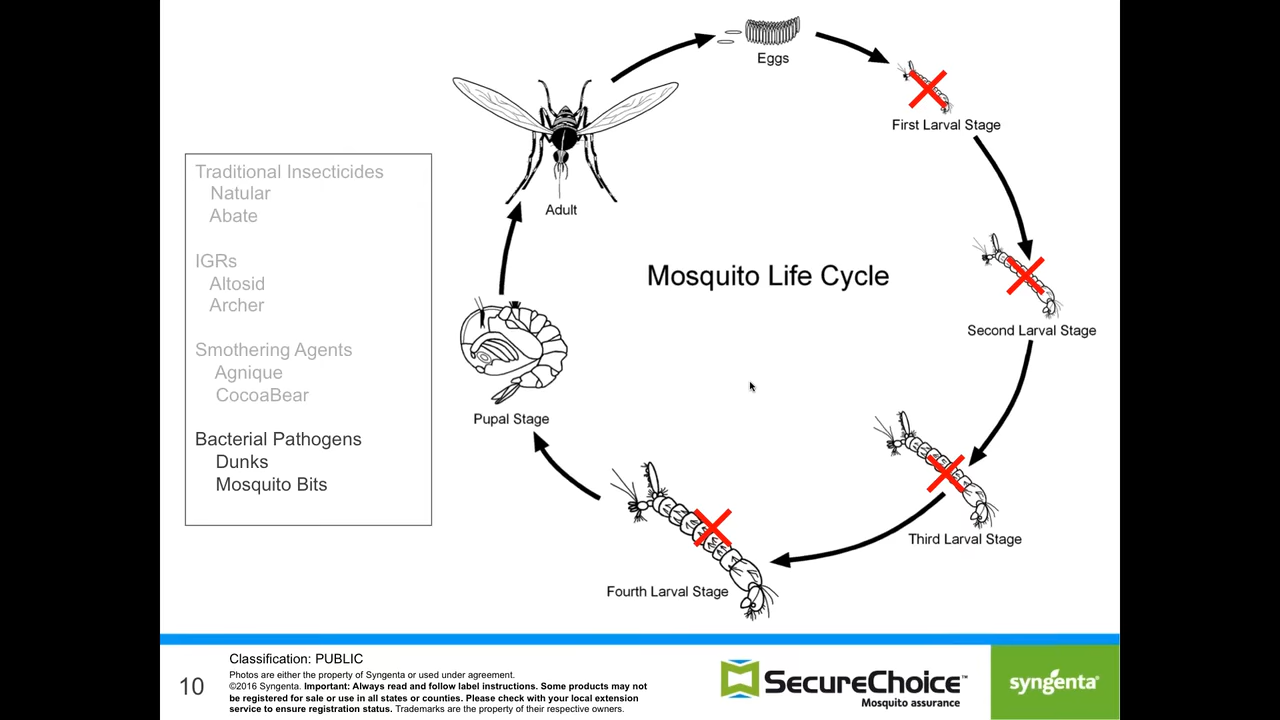 Eggs
First Larval Stage
Traditional Insecticides
Natular
Abate
Adult
IGRs
Altosid
Archer
Mosquito Life Cycle
Second Larval Stage
Smothering Agents
Agnique
CocoaBear
Pupal Stage
Bacterial Pathogens
Dunks
Mosquito Bits
Third Larval Stage
Fourth Larval Stage
10
Classification: PUBLIC
Photos are either the property of Syngenta or used under agreement.
©2016 Syngenta. Important: Always read and follow label instructions. Some products may not
be registered for sale or use in all states or counties. Please check with your local extension
service to ensure registration status. Trademarks are the property of their respective owners.
SecureChoice™
Mosquito assurance
syngenta